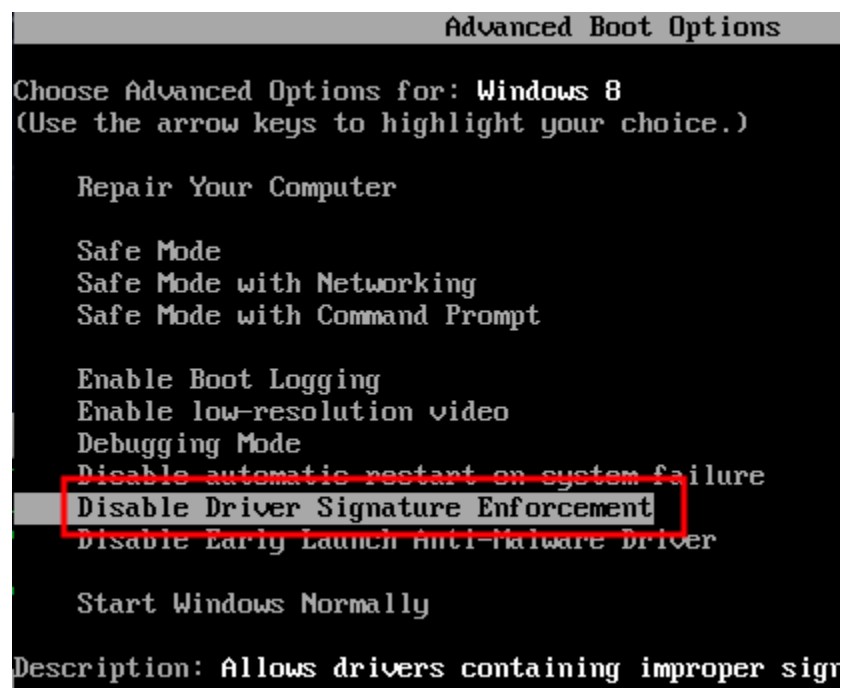 Advanced Boot Options
Choose Advanced Options for: Windows 8
(Use the arrow keys to highlight your choice.)
Repair Your Computer
Safe Mode
Safe Mode with Networking
Safe Mode with Command Prompt
Enable Boot Logging
Enable low-resolution video
Debugging Mode
Disable automatic restart on system failure
Disable Driver Signature Enforcement
Disable Early Launch Anti-Malware Driver
Start Windows Normally
Description: Allows drivers containing improper